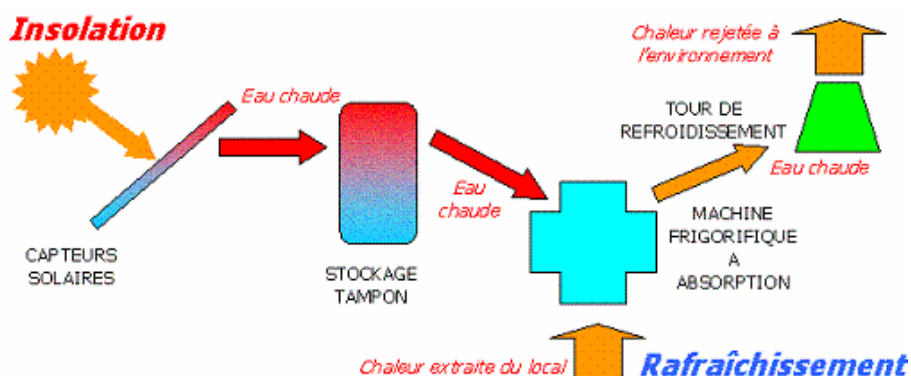 Insolation
Eau chaude
CAPTEURS
SOLAIRES
STOCKAGE
TAMPON
Eau
chaude
Chaleur rejetée à
l'environnement
TOUR DE
REFROIDISSEMENT
Eau chaude
MACHINE
FRIGORIFIQUE
A
ABSORPTION
Chaleur extraite du local
Rafraîchissement